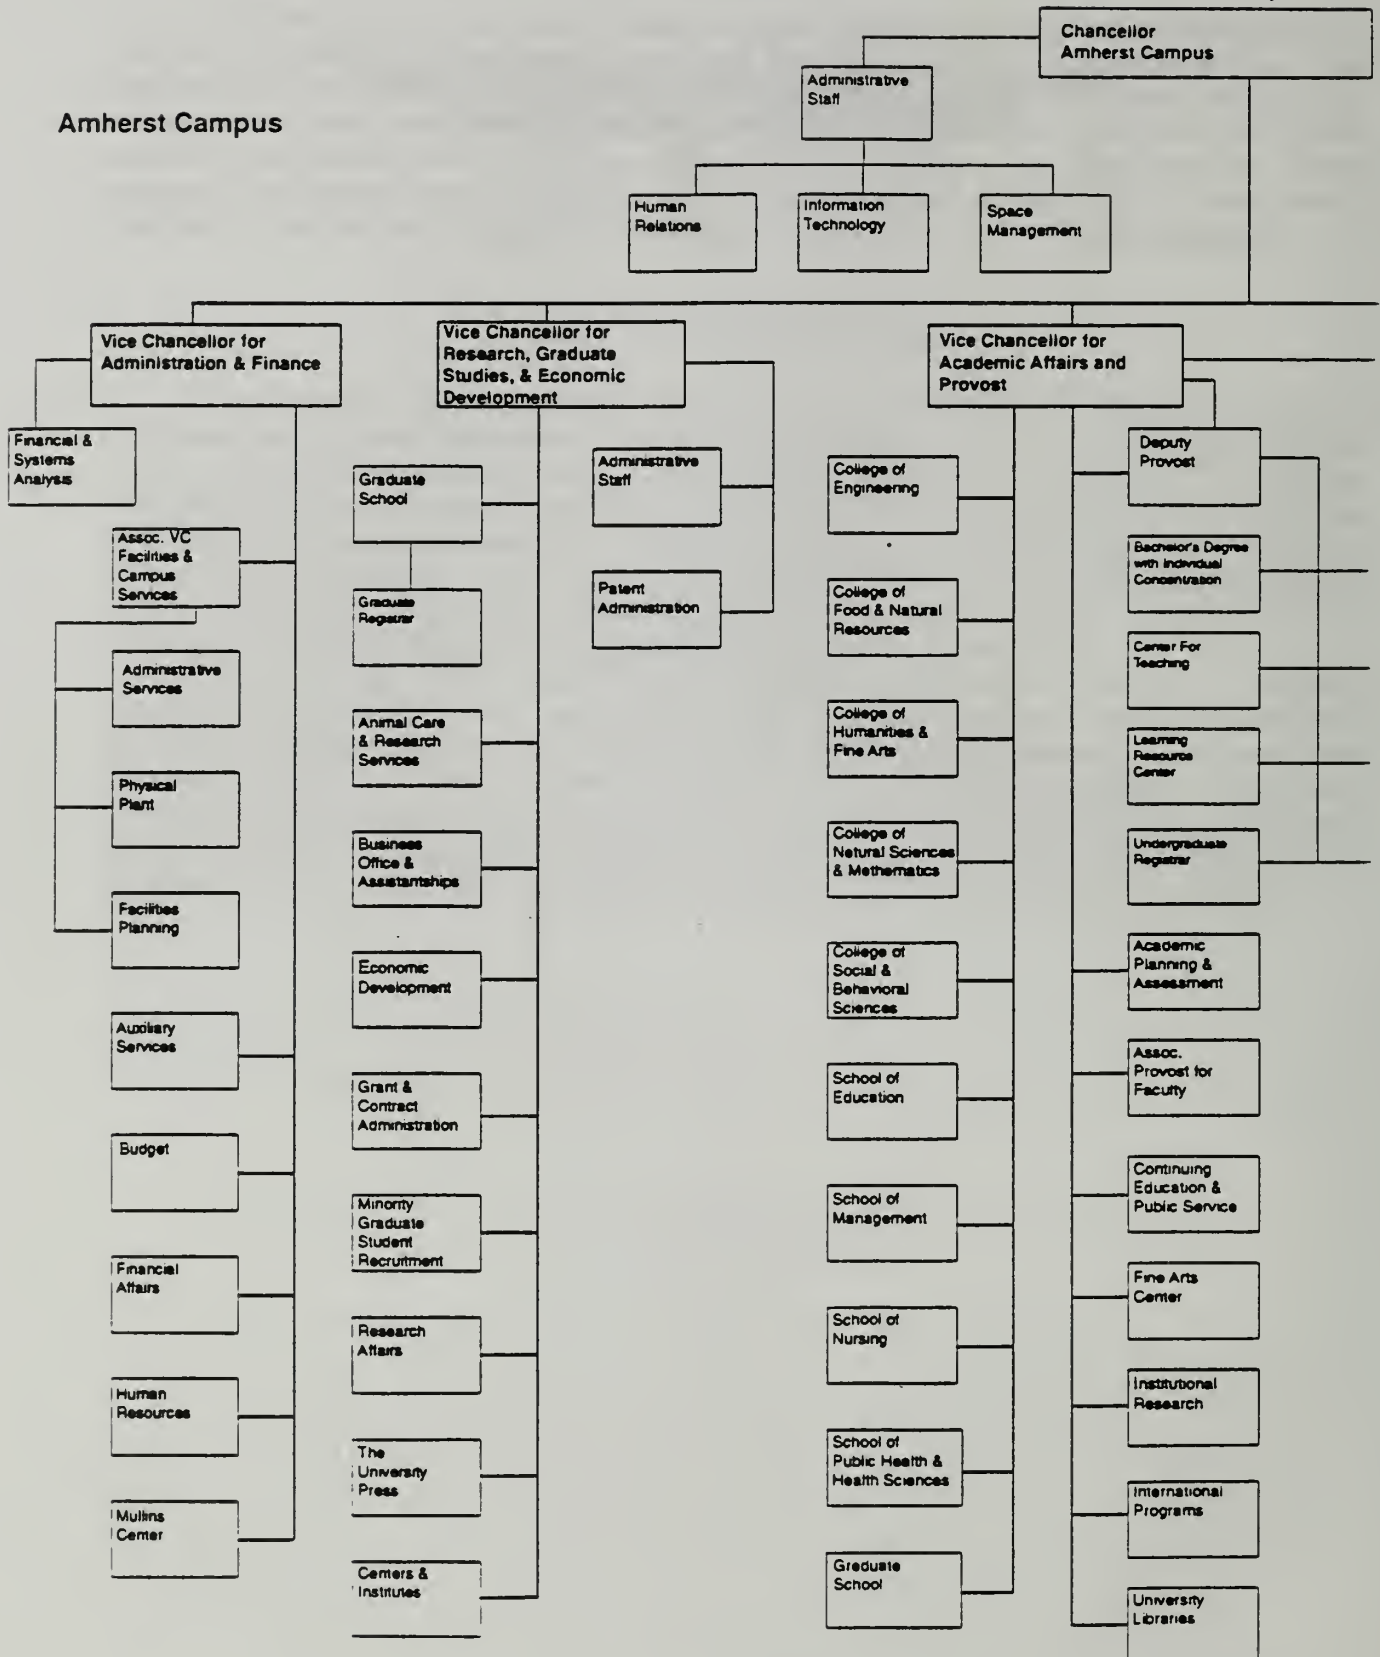 Chancellor
Amherst Campus
Administrative
Staff
Amherst Campus
Human
Relations
Information
Technology
Space
Management
Vice Chancellor for
Administration & Finance
Vice Chancellor for
Research, Graduate
Studies, & Economic
Development
Vice Chancellor for
Academic Affairs and
Provost
Financial &
Systems
Analysis
Assoc. VC
Facilities &
Campus
Services
Administrative
Services
Physical
Plant
Facilities
Planning
Auxiliary
Services
Budget
Financial
Affairs
Human
Resources
Mullins
Center
Graduate
School
Graduate
Registrar
Animal Care
& Research
Services
Business
Office &
Assistantships
Economic
Development
Grant &
Contract
Administration
Minority
Graduate
Student
Recruitment
Research
Affairs
The
University
Press
Centers &
Institutes
Administrative
Staff
Patent
Administration
College of
Engineering
College of
Food & Natural
Resources
College of
Humanities &
Fine Arts
College of
Natural Sciences
& Methematics
College of
Social &
Behavioral
Sciences
School of
Education
School of
Management
School of
Nursing
School of
Public Health &
Health Sciences
Graduate
School
Deputy
Provost
Bachelor's Degree
with Individual
Concentration
Center For
Teaching
Learning
Resource
Center
Undergraduate
Registrar
Academic
Planning &
Assessment
Assoc.
Provost for
Faculty
Continuing
Education &
Public Service
Fine Arts
Center
Institutional
Research
International
Programs
University
Libraries